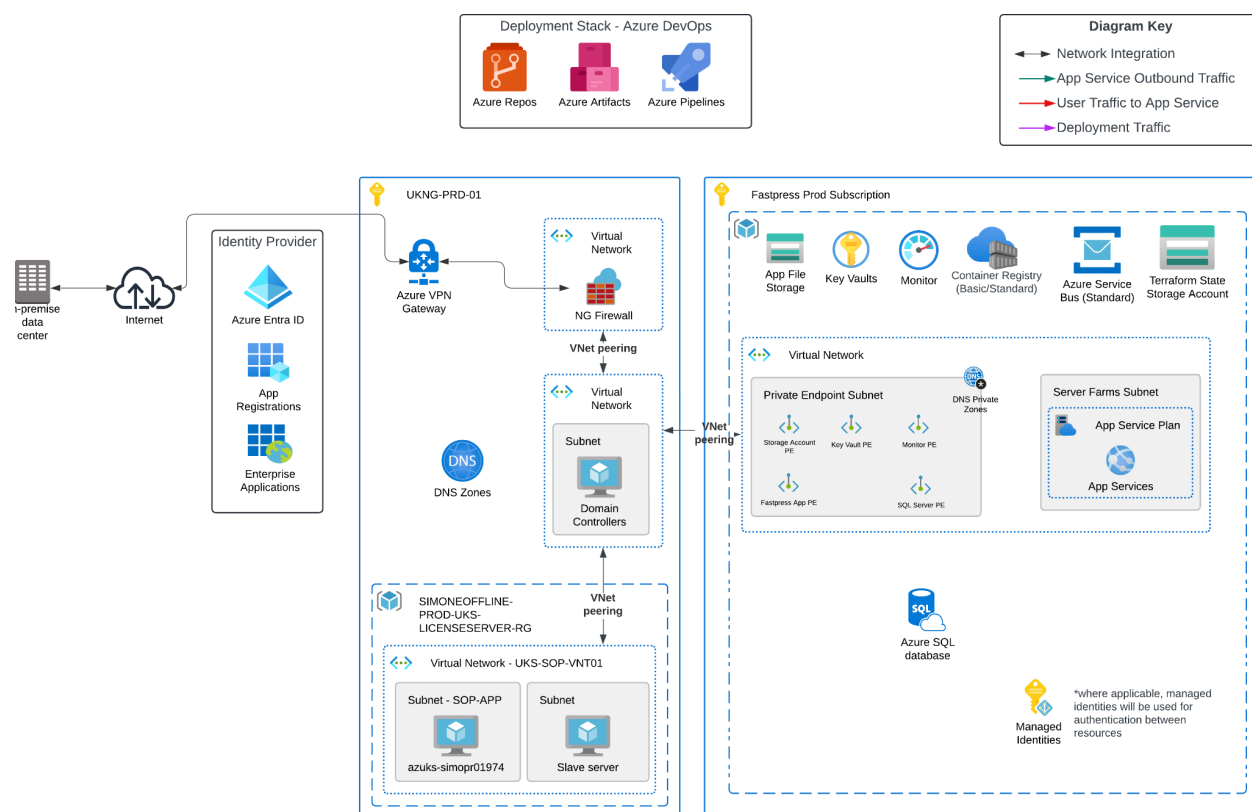 Deployment Stack - Azure DevOps
Azure Repos
Azure Artifacts
Azure Pipelines
Diagram Key
Network Integration
App Service Outbound Traffic
User Traffic to App Service
Deployment Traffic
premise
data
center
Internet
Identity Provider
Azure Entra ID
App
Registrations
Enterprise
Applications
UKNG-PRD-01
Azure VPN
Gateway
Virtual
Network
NG Firewall
VNet peering
Virtual
Network
Subnet
Domain
Controllers
DNS
DNS Zones
VNet
peering
VNet
peering
SIMONEOFFLINE-
PROD-UKS-
LICENSESERVER-RG
Virtual Network - UKS-SOP-VNT01
Subnet - SOP-APP
azuks-simopr01974
Subnet
Slave server
Fastpress Prod Subscription
App File
Storage
Key Vaults
Monitor
Container Registry
(Basic/Standard)
Azure Service
Bus (Standard)
Terraform State
Storage Account
Virtual Network
Private Endpoint Subnet
DNS
DNS Private
Zones
Storage Account
PE
Key Vault PE
Monitor PE
Fastpress App PE
SQL Server PE
Server Farms Subnet
App Service Plan
App Services
SQL
Azure SQL
database
Managed
Identities
*where applicable, managed
identities will be used for
authentication between
resources